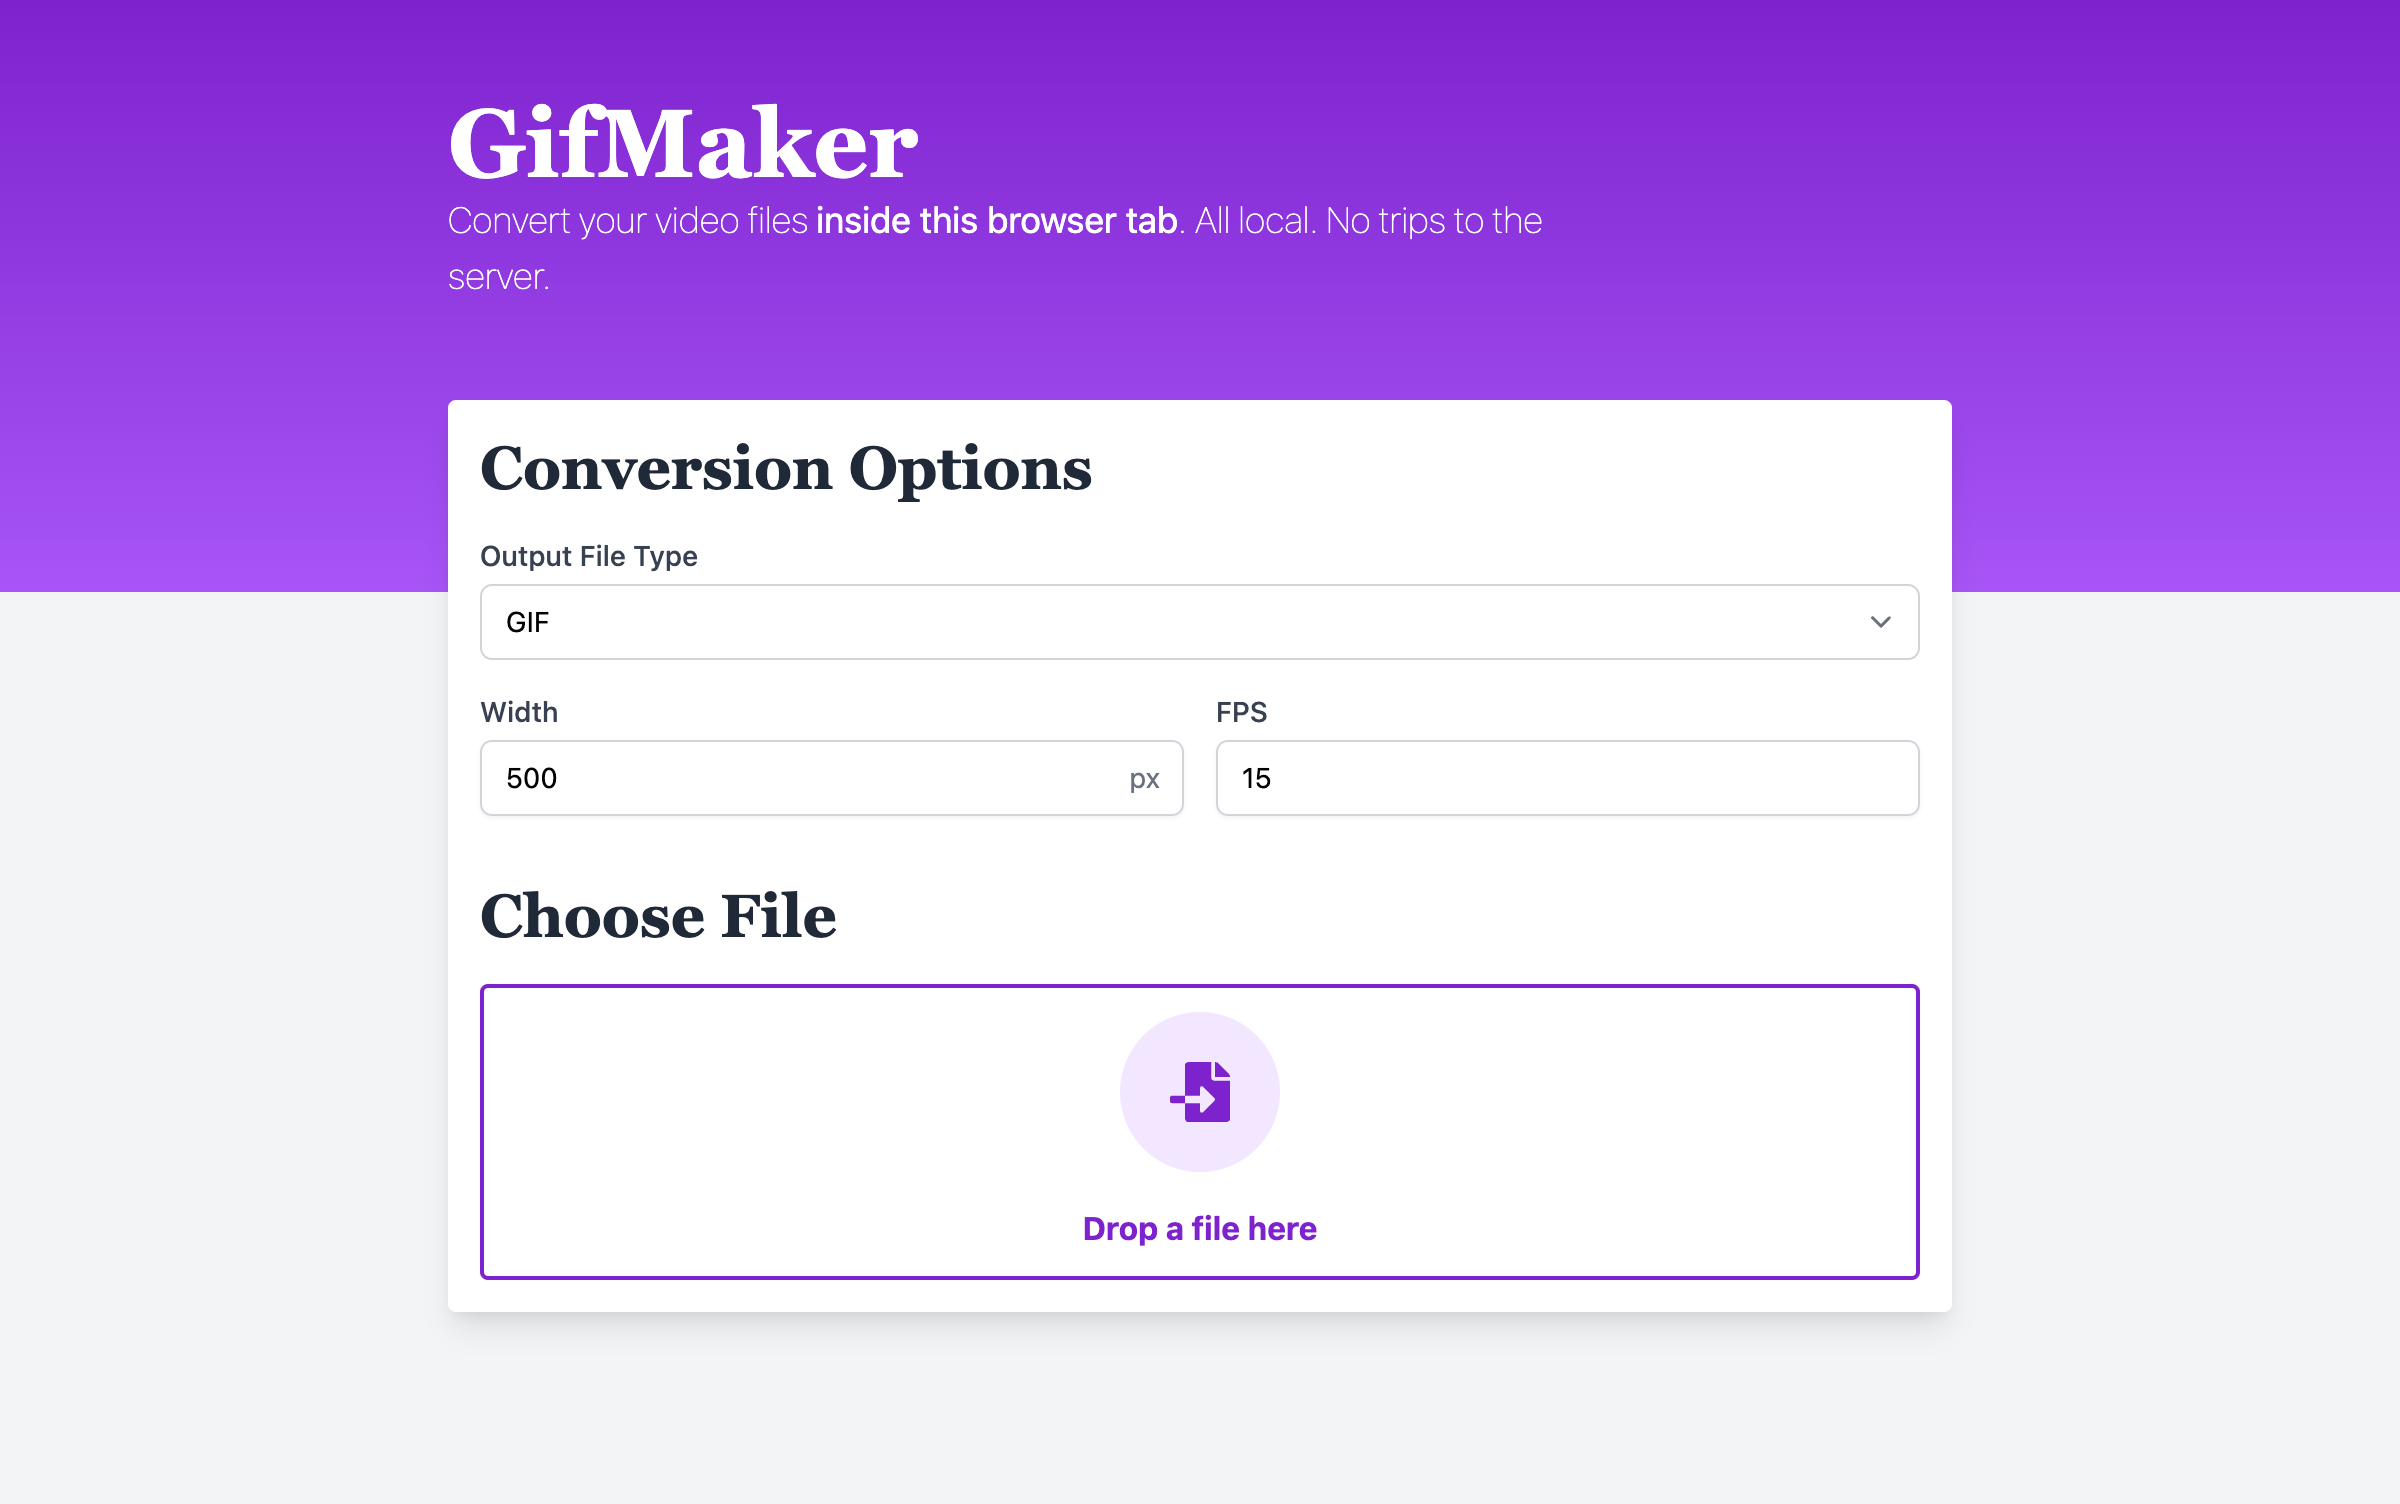 GifMaker
Convert your video files inside this browser tab. All local. No trips to the
server.
Conversion Options
Output File Type
GIF
Width
FPS
500 px
15
Choose File
Drop a file here